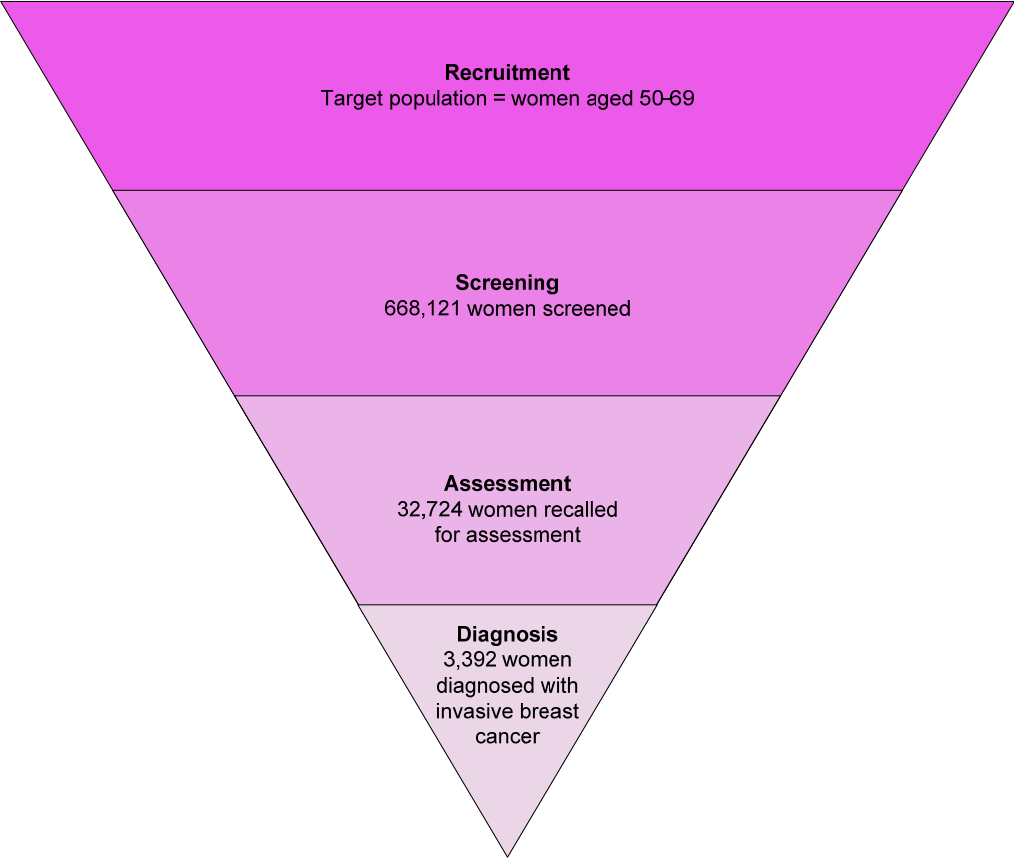 Recruitment
Target population = women aged 50-69
Screening
668,121 women screened
Assessment
32,724 women recalled
for assessment
Diagnosis
3,392 women
diagnosed with
invasive breast
cancer